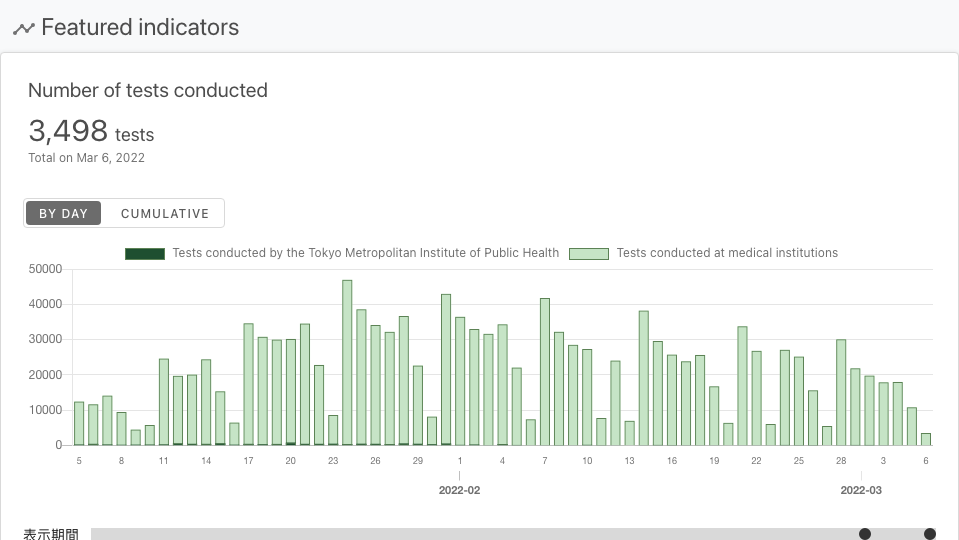 Featured indicators
Number of tests conducted
3,498 tests
Total on Mar 6, 2022
BY DAY CUMULATIVE
Tests conducted by the Tokyo Metropolitan Institute of Public Health Tests conducted at medical institutions
50000
40000
30000
20000
10000
0
5 8 11 14 17 20 23 26 29 1 4 7 10 13 16 19 22 25 28 3 6
2022-02 2022-03
表示期間